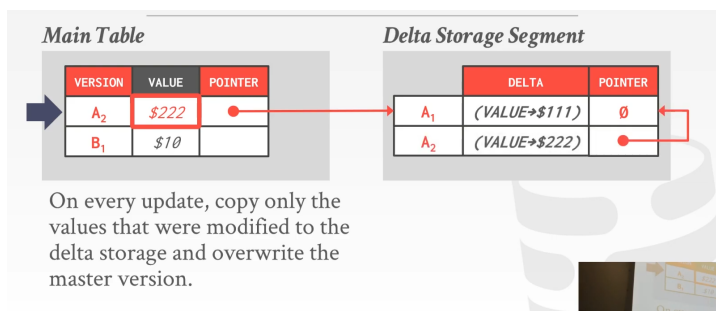 Main Table
Delta Storage Segment
VERSION VALUE POINTER
A₂ $222
B₁ $10
DELTA POINTER
A₁ (VALUE→$111) Ø
A₂ (VALUE→$222)
On every update, copy only the
values that were modified to the
delta storage and overwrite the
master version.